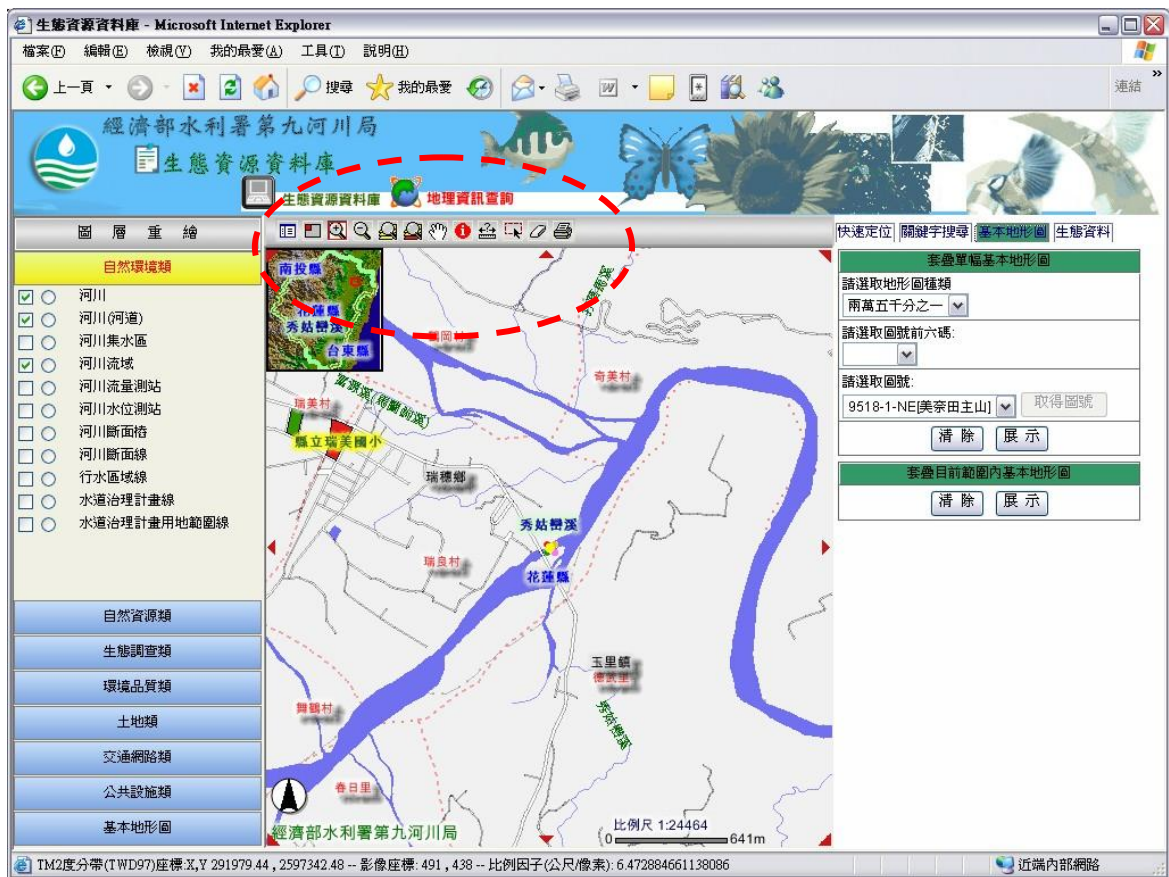 生態資源資料庫 - Microsoft Internet Explorer
檔案(F) 編輯(E) 檢視(V) 我的最愛(A) 工具(T) 說明(H)
上一頁 搜尋 我的最愛 連結
經濟部水利署第九河川局
生態資源資料庫
生態資源資料庫 地理資訊查詢
圖層重繪
自然環境類
河川
河川(河道)
河川集水區
河川流域
河川流量測站
河川水位測站
河川斷面樁
河川斷面線
行水區域線
水道治理計畫線
水道治理計畫用地範圍線
自然資源類
生態調查類
環境品質類
土地類
交通網路類
公共設施類
基本地形圖
南投縣
花蓮縣
秀姑巒溪
台東縣
奇美村
瑞美村
縣立瑞美國小
瑞穗鄉
秀姑巒溪
瑞良村
花蓮縣
玉里鎮
德武里
舞鶴村
秀姑巒溪
春日里
經濟部水利署第九河川局
比例尺 1:24464
0 641m
快速定位 關鍵字搜尋 基本地形圖 生態資料
套疊單幅基本地形圖
請選取地形圖種類
兩萬五千分之一
請選取圖號前六碼:
請選取圖號:
9518-1-NE[美奈田主山] 取得圖號
清除 展示
套疊目前範圍內基本地形圖
清除 展示
TM2度分帶(TWD97)座標:X,Y 291979.44 , 2597342.48 -- 影像座標: 491 , 438 -- 比例因子(公尺/像素): 6.472884661138086
近端內部網路